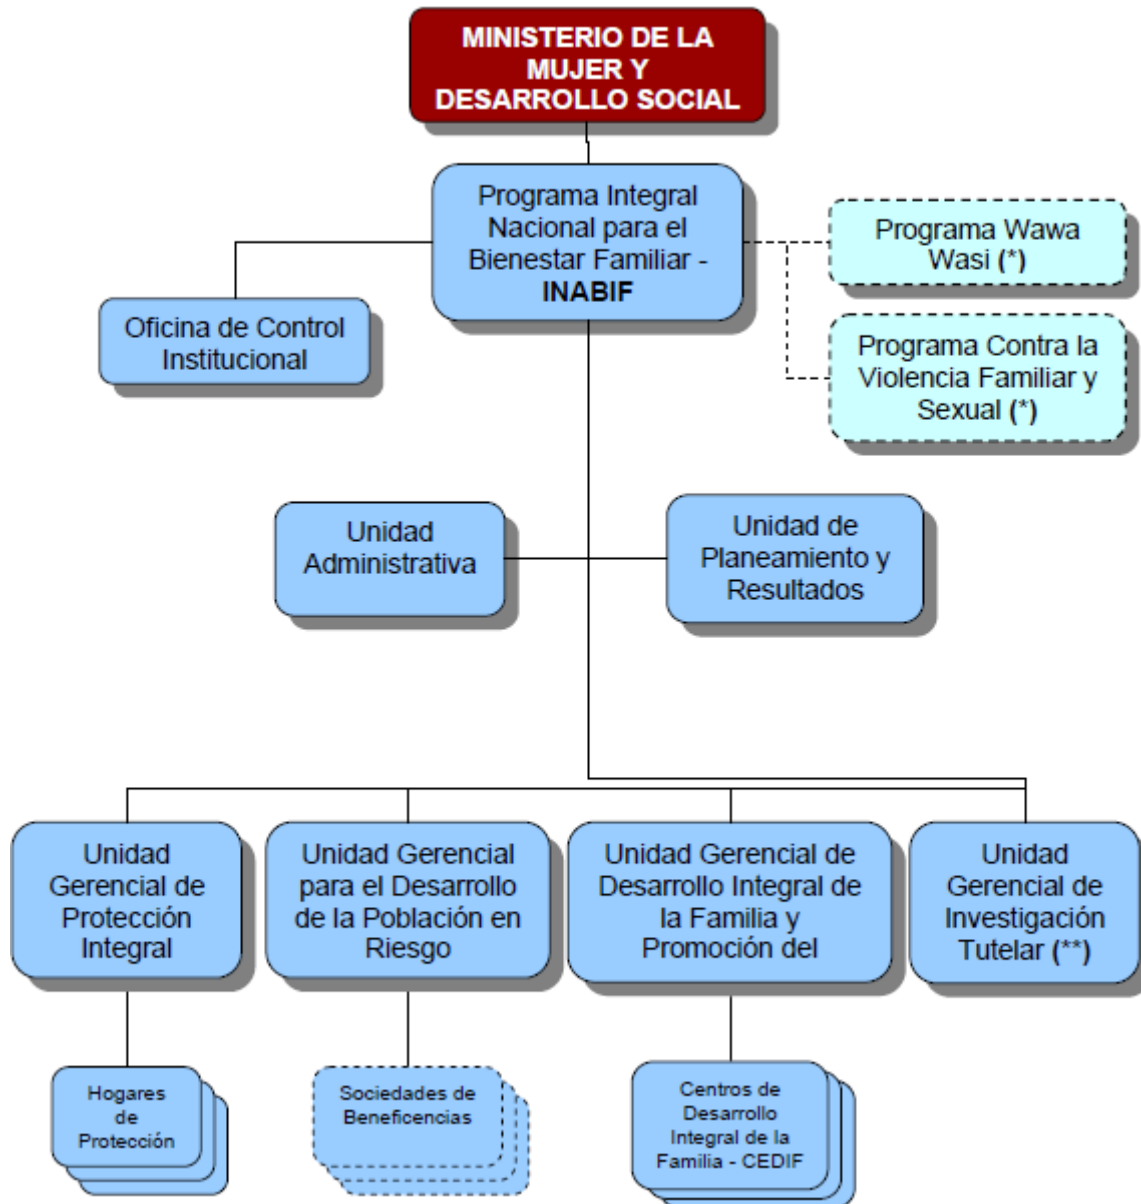 MINISTERIO DE LA
MUJER Y
DESARROLLO SOCIAL
Programa Integral
Nacional para el
Bienestar Familiar -
INABIF
Programa Wawa
Wasi (*)
Oficina de Control
Institucional
Programa Contra la
Violencia Familiar y
Sexual (*)
Unidad
Administrativa
Unidad de
Planeamiento y
Resultados
Unidad
Gerencial de
Protección
Integral
Unidad Gerencial
para el Desarrollo
de la Población en
Riesgo
Unidad Gerencial de
Desarrollo Integral de
la Familia y
Promoción del
Unidad
Gerencial de
Investigación
Tutelar (**)
Hogares
de
Protección
Sociedades de
Beneficencias
Centros de
Desarrollo
Integral de la
Familia - CEDIF